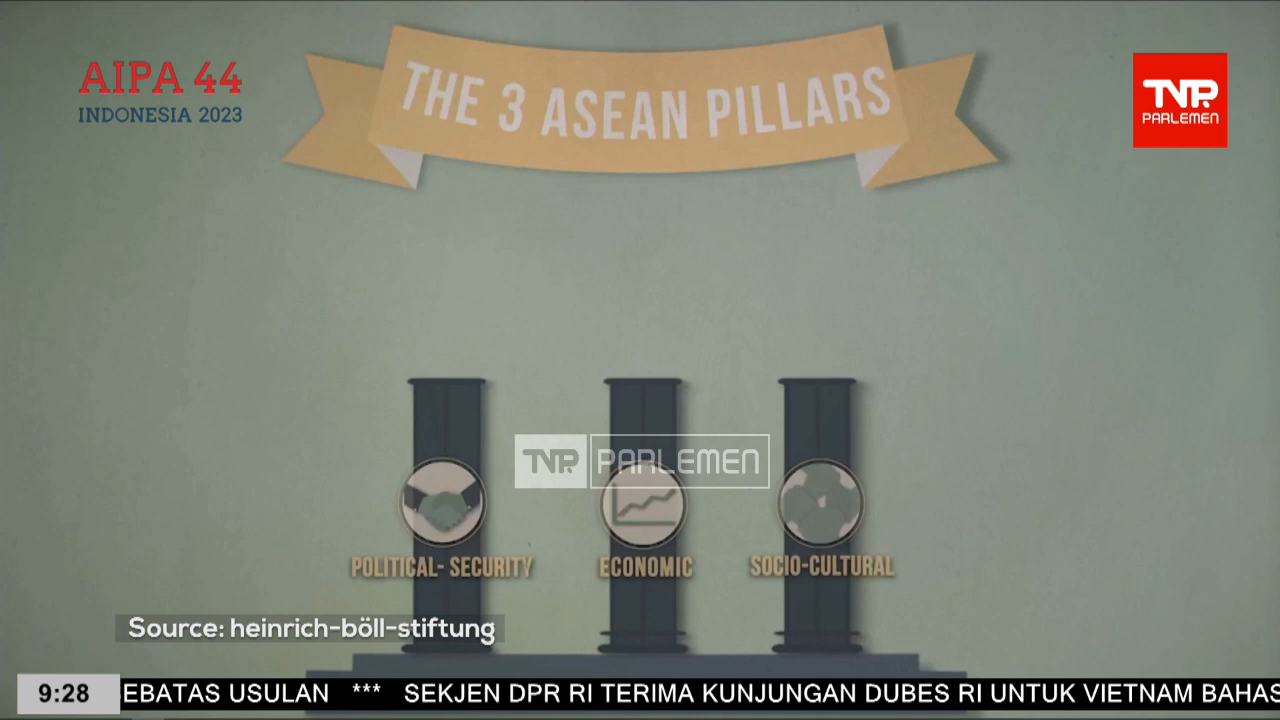 AIPA 44
INDONESIA 2023
THE 3 ASEAN PILLARS
TVR
PARLEMEN
TVR PARLEMEN
POLITICAL- SECURITY
ECONOMIC
SOCIO-CULTURAL
Source: heinrich-böll-stiftung
9:28 EBATAS USULAN *** SEKJEN DPR RI TERIMA KUNJUNGAN DUBES RI UNTUK VIETNAM BAHAS